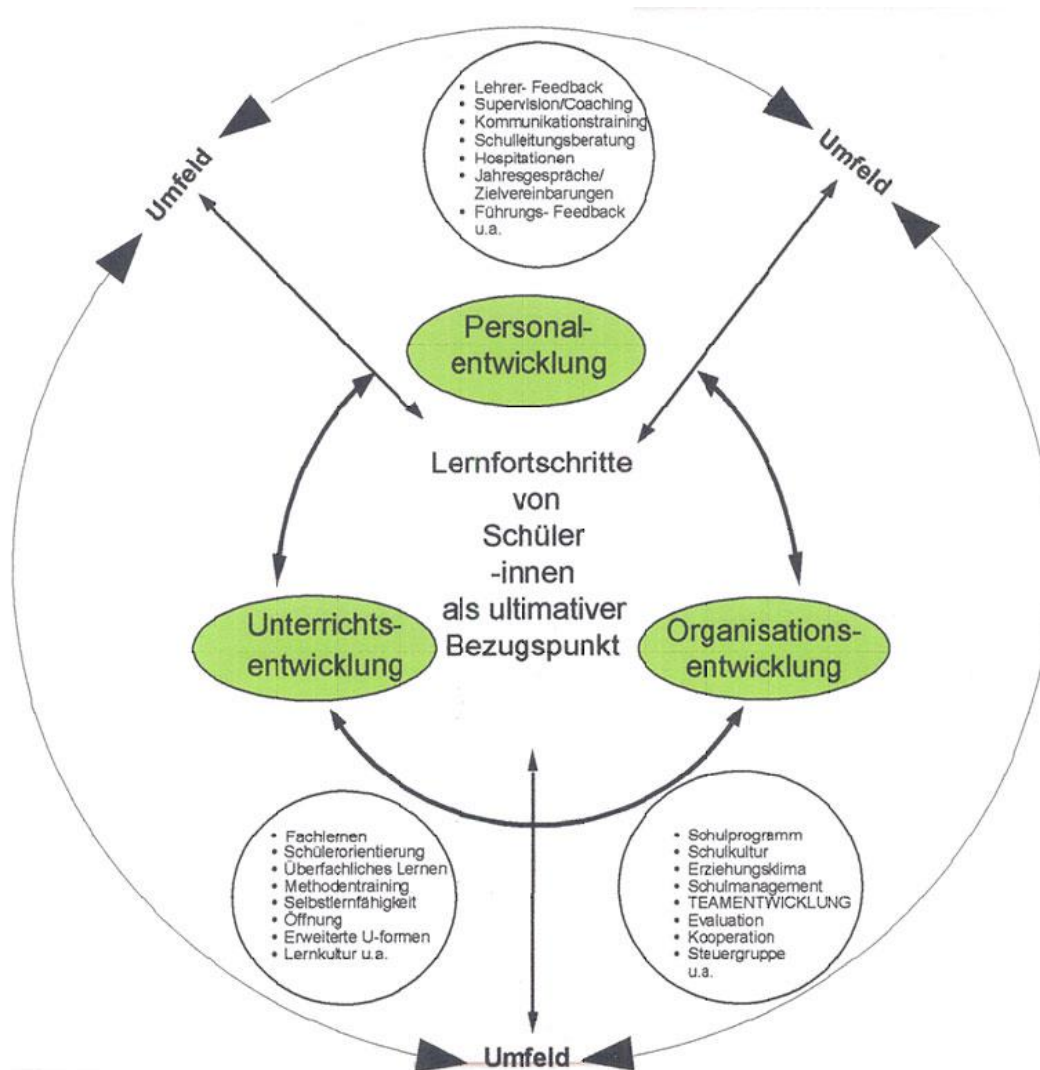 • Lehrer- Feedback
• Supervision/Coaching
• Kommunikationstraining
• Schulleitungsberatung
• Hospitationen
• Jahresgespräche/
Zielvereinbarungen
• Führungs- Feedback
u.a.
Umfeld
Umfeld
Personal-
entwicklung
Lernfortschritte
von
Schüler
-innen
als ultimativer
Bezugspunkt
Unterrichts-
entwicklung
Organisations-
entwicklung
• Fachlernen
• Schülerorientierung
• Überfachliches Lernen
• Methodentraining
• Selbstlernfähigkeit
• Öffnung
• Erweiterte U-formen
• Lernkultur u.a.
• Schulprogramm
• Schulkultur
• Erziehungsklima
• Schulmanagement
• TEAMENTWICKLUNG
• Evaluation
• Kooperation
• Steuergruppe
u.a.
Umfeld